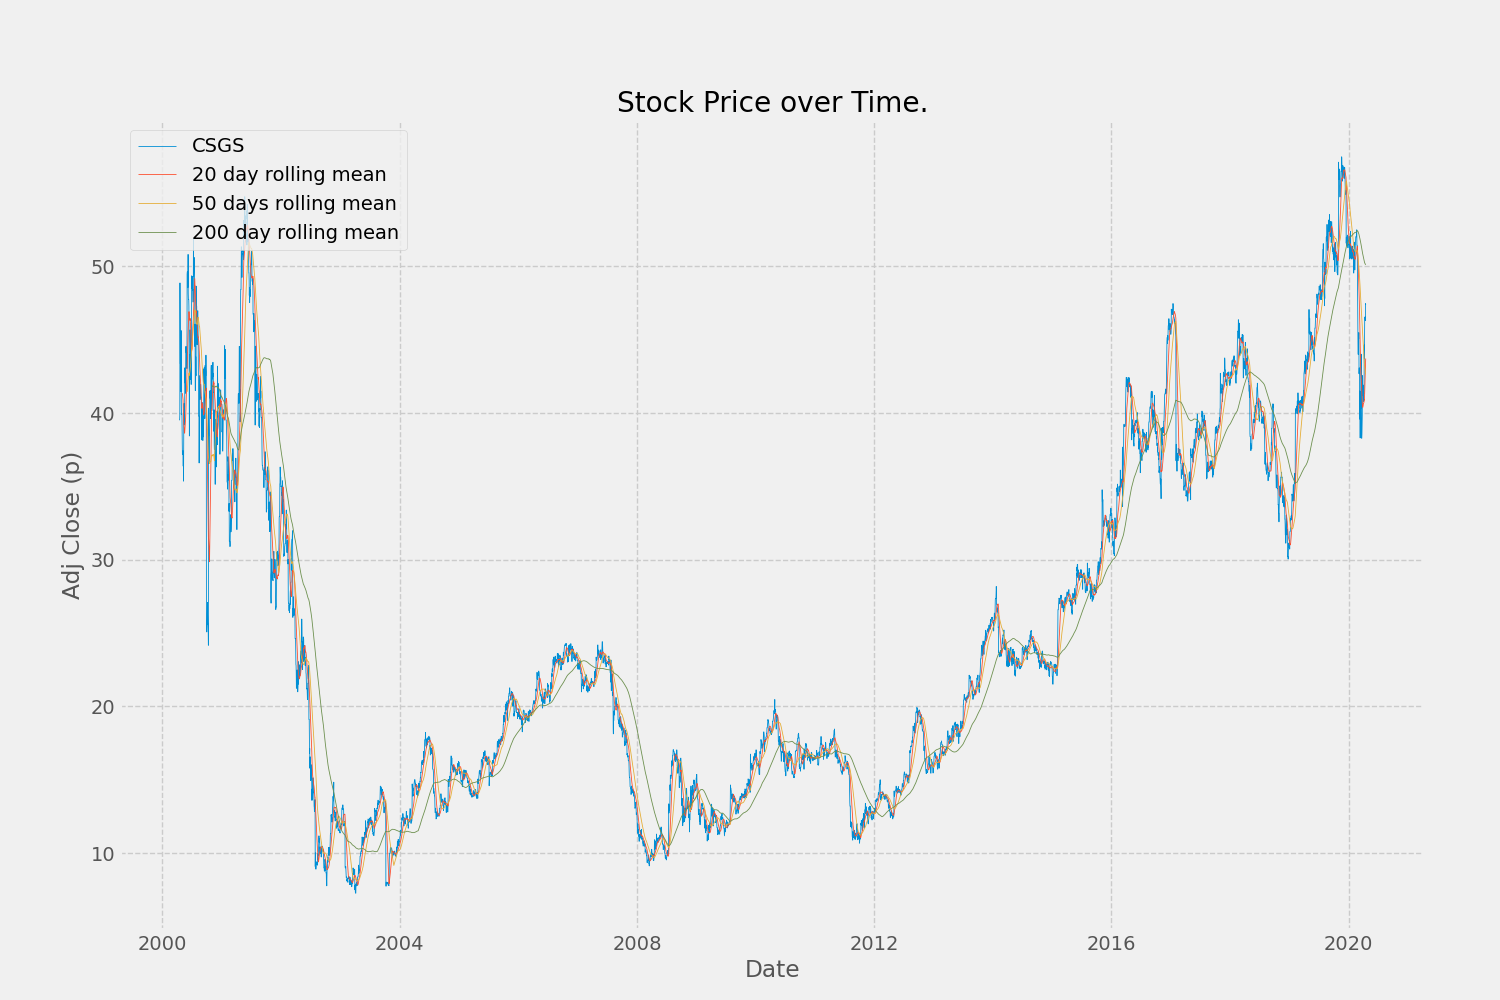 Stock Price over Time.
CSGS
20 day rolling mean
50 days rolling mean
200 day rolling mean
50
40
30
20
10
Adj Close (p)
2000 2004 2008 2012 2016 2020
Date